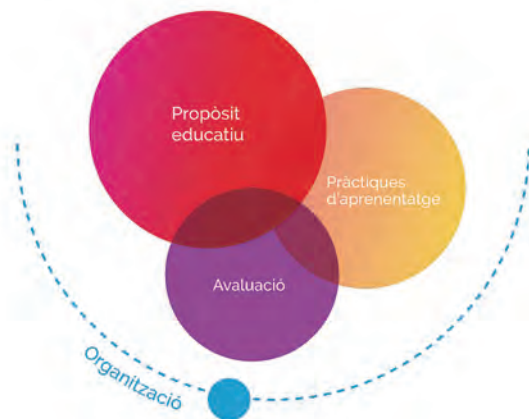 Propòsit
educatiu
Pràctiques
d'aprenentatge
Avaluació
Organització